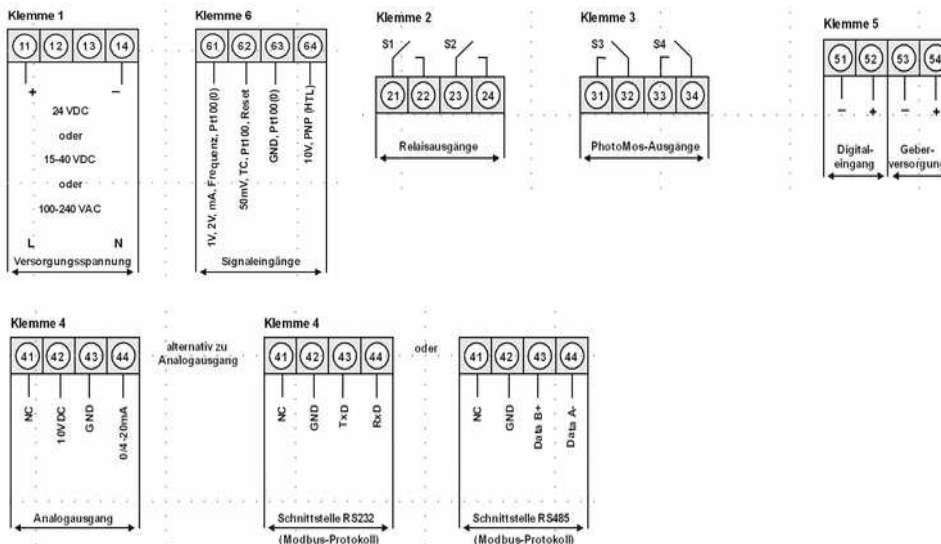 Klemme 1
11 12 13 14
+ –
24 VDC
oder
15-40 VDC
oder
100-240 VAC
L N
Versorgungsspannung
Klemme 6
61 62 63 64
1V, 2V, mA, Frequenz, Pt100(0)
50mV, TC, Pt100, Reset
GND, Pt100(0)
10V, PNP (HTL)
Signaleingänge
Klemme 2
S1 S2
21 22 23 24
Relaisausgänge
Klemme 3
S3 S4
31 32 33 34
PhotoMos-Ausgänge
Klemme 5
51 52 53 54
– + – +
Digital-
eingang
Geber-
versorgung
Klemme 4
41 42 43 44
NC
10VDC
GND
0/4-20mA
Analogausgang
alternativ zu
Analogausgang
Klemme 4
41 42 43 44
NC
GND
TxD
RxD
Schnittstelle RS232
(Modbus-Protokoll)
oder
41 42 43 44
NC
GND
Data B+
Data A-
Schnittstelle RS485
(Modbus-Protokoll)